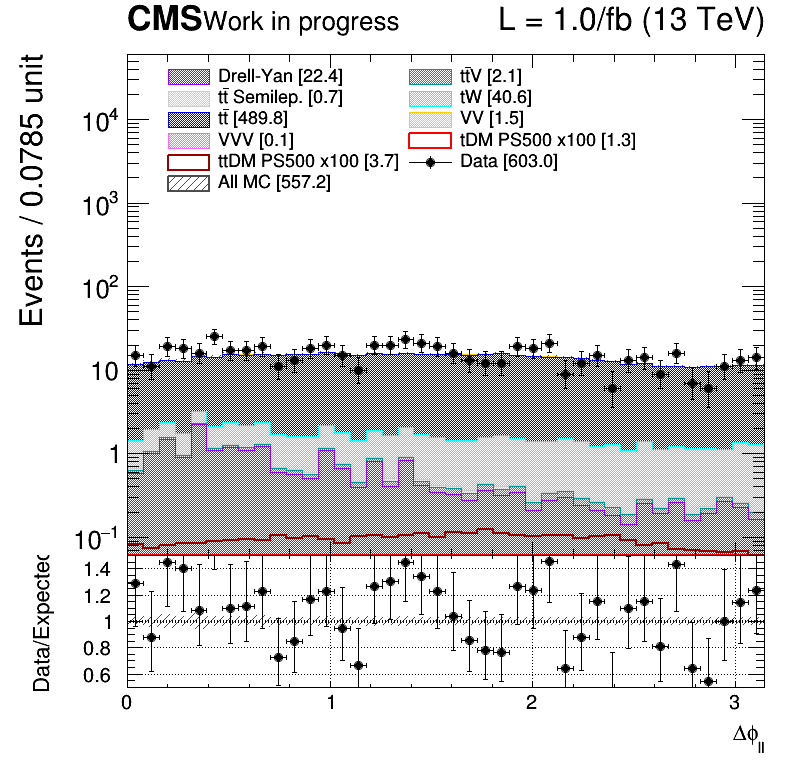 CMS Work in progress L = 1.0/fb (13 TeV)
Events / 0.0785 unit
Drell-Yan [22.4] tt̄V [2.1]
tt̄ Semilep. [0.7] tW [40.6]
tt̄ [489.8] VV [1.5]
VVV [0.1] tDM PS500 x100 [1.3]
ttDM PS500 x100 [3.7] Data [603.0]
All MC [557.2]
10⁴
10³
10²
10
1
10⁻¹
Data/Expected
1.4
1.2
1
0.8
0.6
0 1 2 3
Δϕ_ll